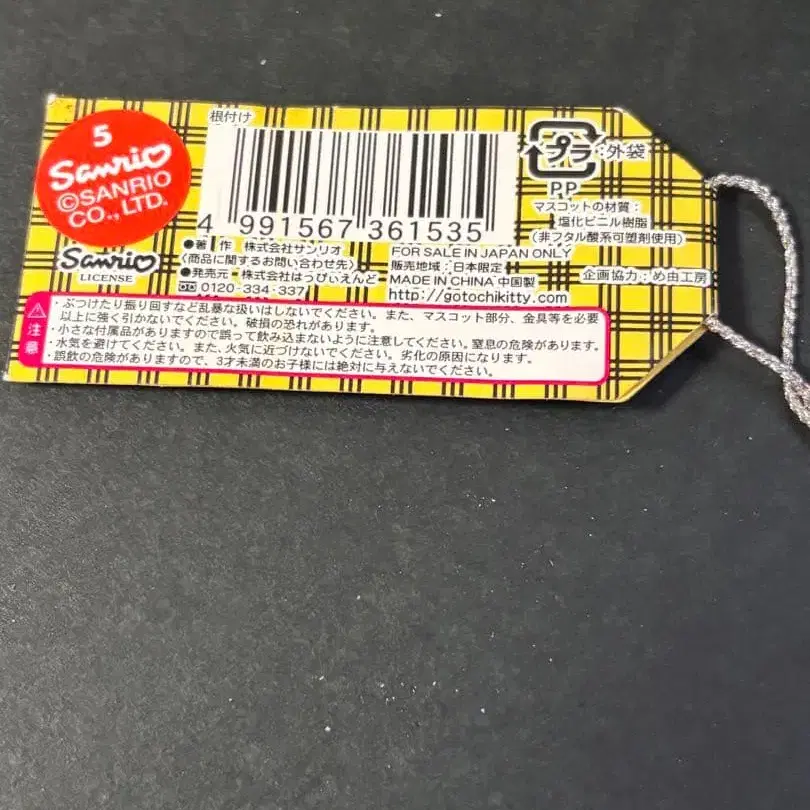 5
Sanrio
©SANRIO
CO., LTD.
Sanrio
LICENSE
根付け
4 991567 361535
●著 作 株式会社サンリオ
(商品に関するお問い合わせ先)
●発売元・株式会社はぅぴぃえんど
0120-334-337
FOR SALE IN JAPAN ONLY
販売地域:日本限定
MADE IN CHINA 中国製
http://gotochikitty.com
プラ :外袋
PP
マスコットの材質:
塩化ビニル樹脂
(非フタル酸系可塑剤使用)
企画協力:め由工房
注意
・ぶつけたり振り回すなど乱暴な扱いはしないでください。また、マスコット部分、金具等を必要
以上に強く引かないでください。破損の恐れがあります。
・小さな付属品がありますので誤って飲み込まないように注意してください。窒息の危険があります。
・水気を避けてください。また、火気に近づけないでください。劣化の原因になります。
・誤飲の危険がありますので、3才未満のお子様には絶対に与えないでください。